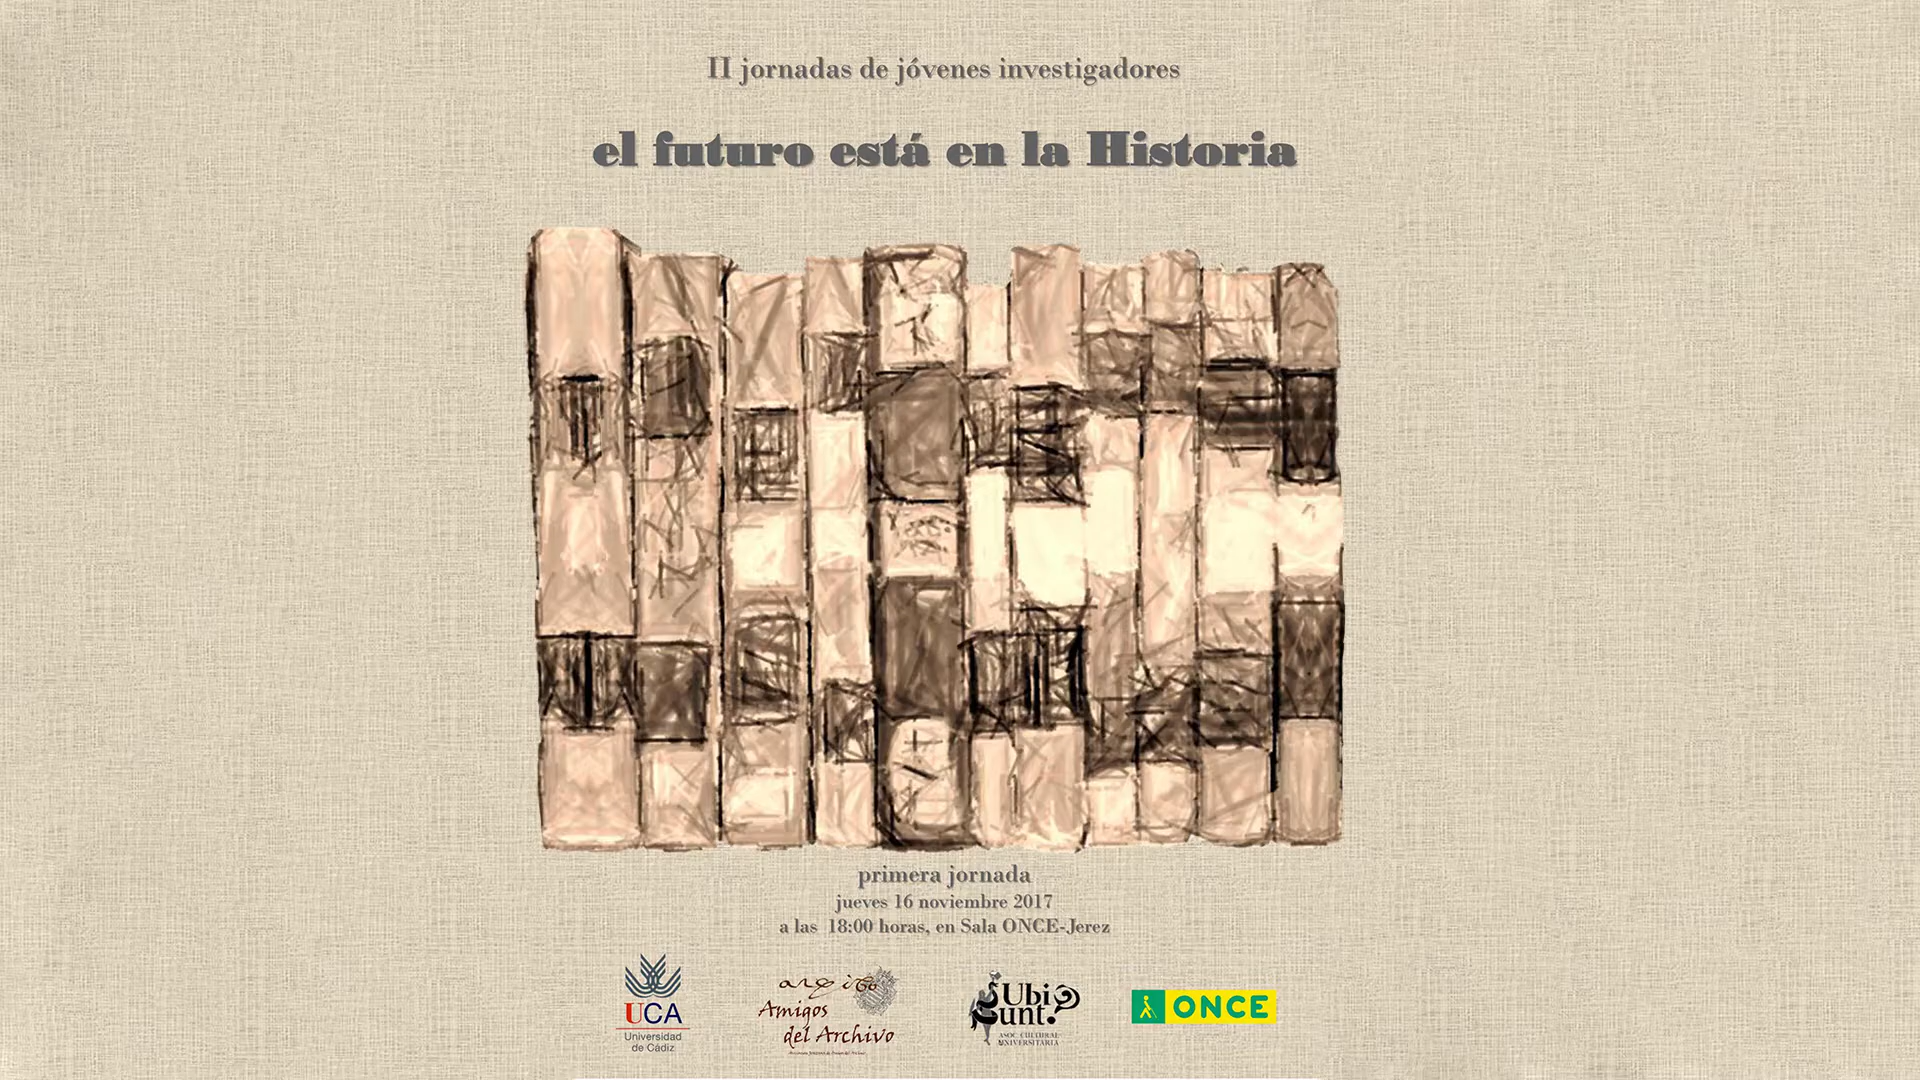 II jornadas de jóvenes investigadores
el futuro está en la Historia
primera jornada
jueves 16 noviembre 2017
a las 18:00 horas, en Sala ONCE-Jerez
UCA
Universidad
de Cádiz
Amigos
del Archivo
Ubi
Sunt?
ASOC. CULTURAL
UNIVERSITARIA
ONCE